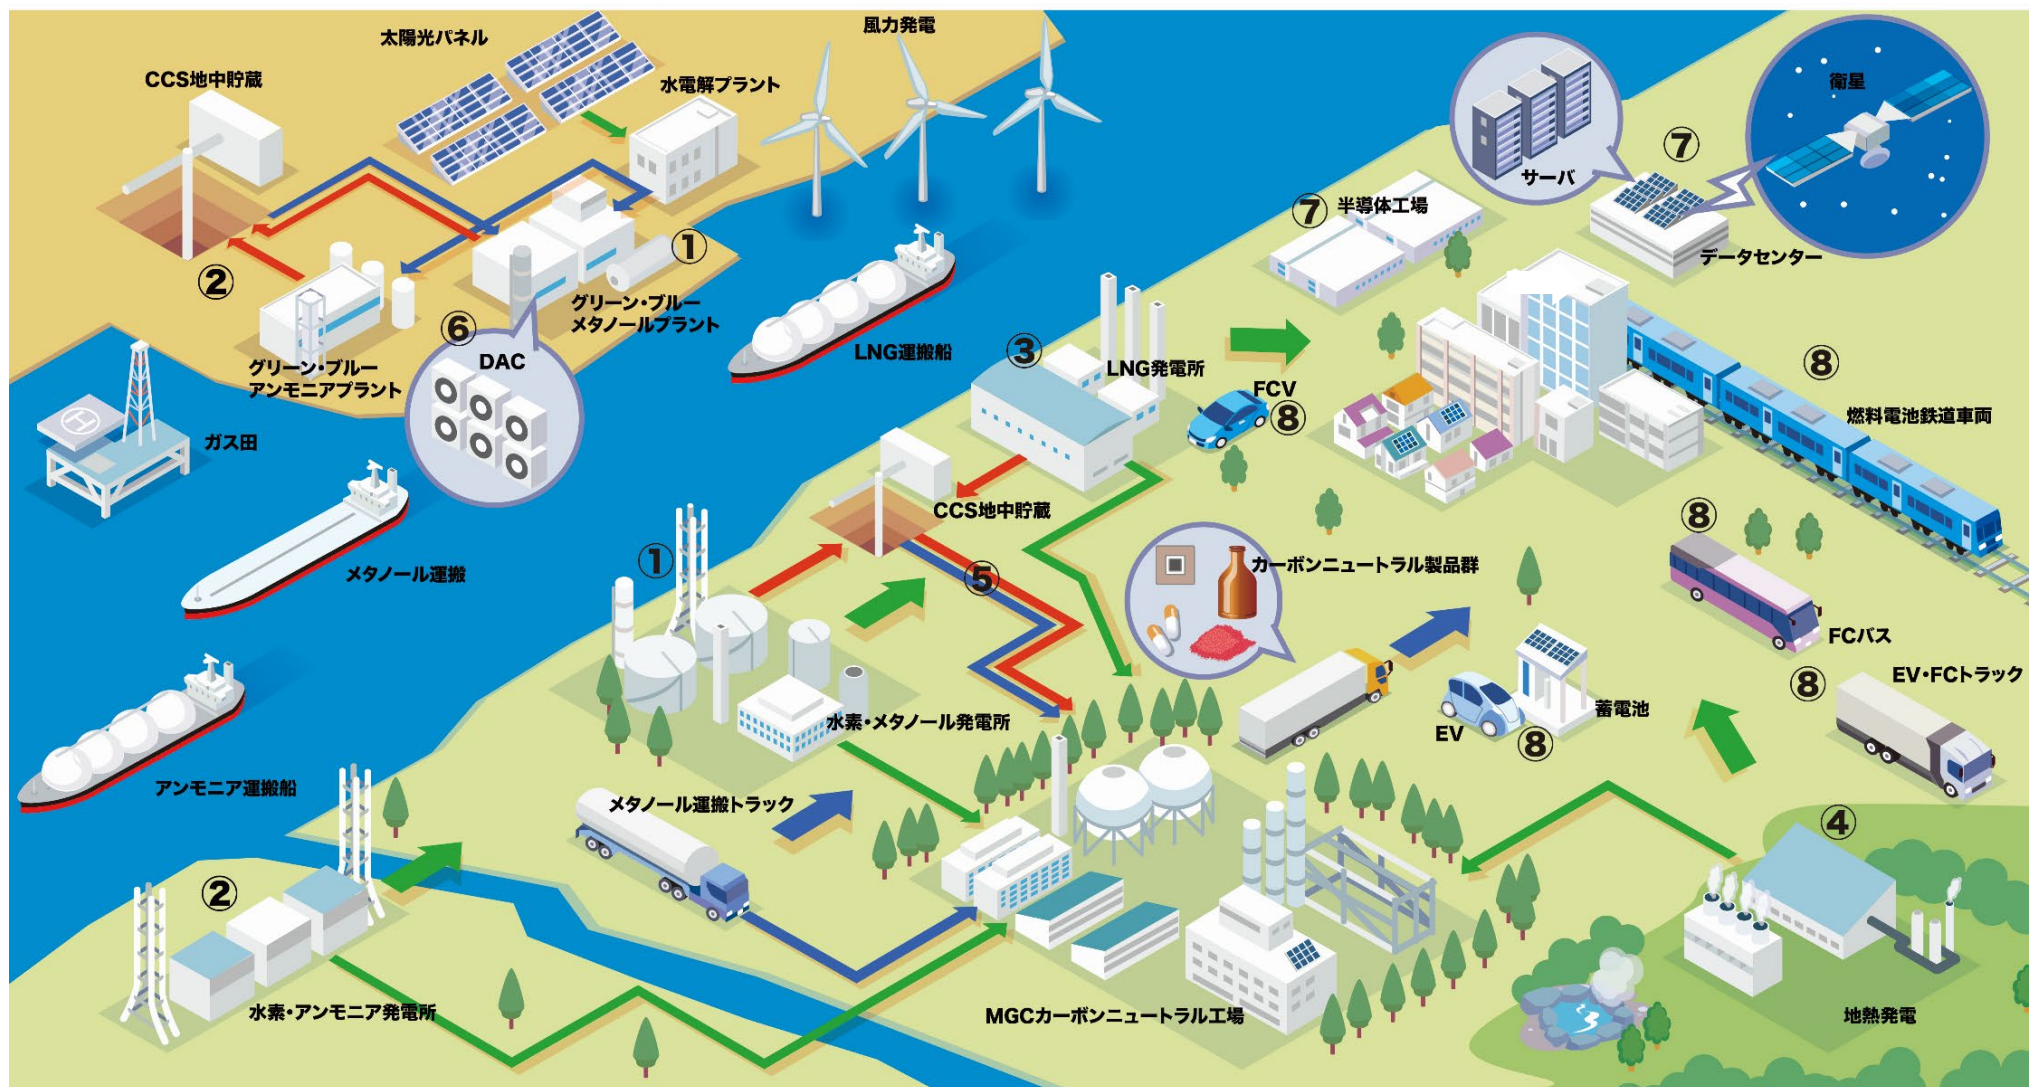 太陽光パネル
風力発電
CCS地中貯蔵
水電解プラント
衛星
サーバ
⑦
⑦
半導体工場
データセンター
①
②
グリーン・ブルー
メタノールプラント
⑥
DAC
グリーン・ブルー
アンモニアプラント
LNG運搬船
③
LNG発電所
FCV
⑧
⑧
燃料電池鉄道車両
H
ガス田
CCS地中貯蔵
⑧
メタノール運搬
①
⑤
カーボンニュートラル製品群
FCバス
⑧
EV・FCトラック
水素・メタノール発電所
EV
⑧
蓄電池
アンモニア運搬船
メタノール運搬トラック
④
②
水素・アンモニア発電所
MGCカーボンニュートラル工場
地熱発電